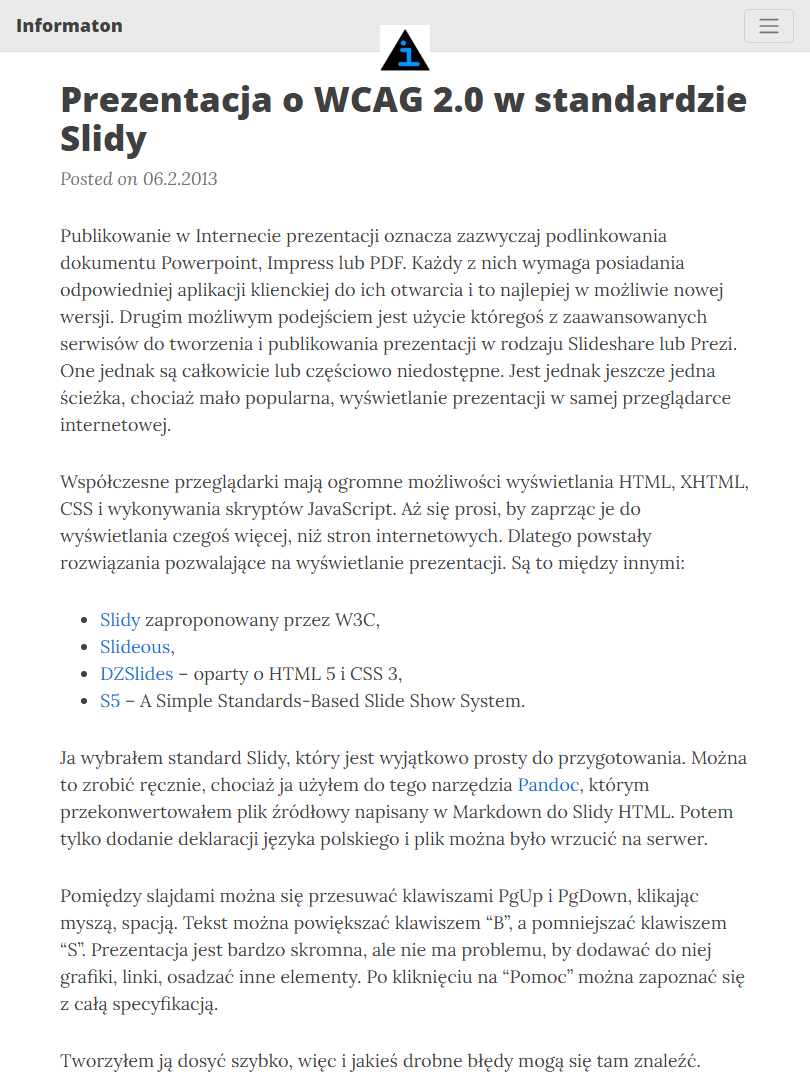 Informaton
Prezentacja o WCAG 2.0 w standardzie
Slidy
Posted on 06.2.2013
Publikowanie w Internecie prezentacji oznacza zazwyczaj podlinkowania
dokumentu Powerpoint, Impress lub PDF. Każdy z nich wymaga posiadania
odpowiedniej aplikacji klienckiej do ich otwarcia i to najlepiej w możliwie nowej
wersji. Drugim możliwym podejściem jest użycie któregoś z zaawansowanych
serwisów do tworzenia i publikowania prezentacji w rodzaju Slideshare lub Prezi.
One jednak są całkowicie lub częściowo niedostępne. Jest jednak jeszcze jedna
ścieżka, chociaż mało popularna, wyświetlanie prezentacji w samej przeglądarce
internetowej.
Współczesne przeglądarki mają ogromne możliwości wyświetlania HTML, XHTML,
CSS i wykonywania skryptów JavaScript. Aż się prosi, by zaprząc je do
wyświetlania czegoś więcej, niż stron internetowych. Dlatego powstały
rozwiązania pozwalające na wyświetlanie prezentacji. Są to między innymi:
• Slidy zaproponowany przez W3C,
• Slideous,
• DZSlides – oparty o HTML 5 i CSS 3,
• S5 – A Simple Standards-Based Slide Show System.
Ja wybrałem standard Slidy, który jest wyjątkowo prosty do przygotowania. Można
to zrobić ręcznie, chociaż ja użyłem do tego narzędzia Pandoc, którym
przekonwertowałem plik źródłowy napisany w Markdown do Slidy HTML. Potem
tylko dodanie deklaracji języka polskiego i plik można było wrzucić na serwer.
Pomiędzy slajdami można się przesuwać klawiszami PgUp i PgDown, klikając
myszą, spacją. Tekst można powiększać klawiszem “B”, a pomniejszać klawiszem
“S”. Prezentacja jest bardzo skromna, ale nie ma problemu, by dodawać do niej
grafiki, linki, osadzać inne elementy. Po kliknięciu na “Pomoc” można zapoznać się
z całą specyfikacją.
Tworzyłem ją dosyć szybko, więc i jakieś drobne błędy mogą się tam znaleźć.